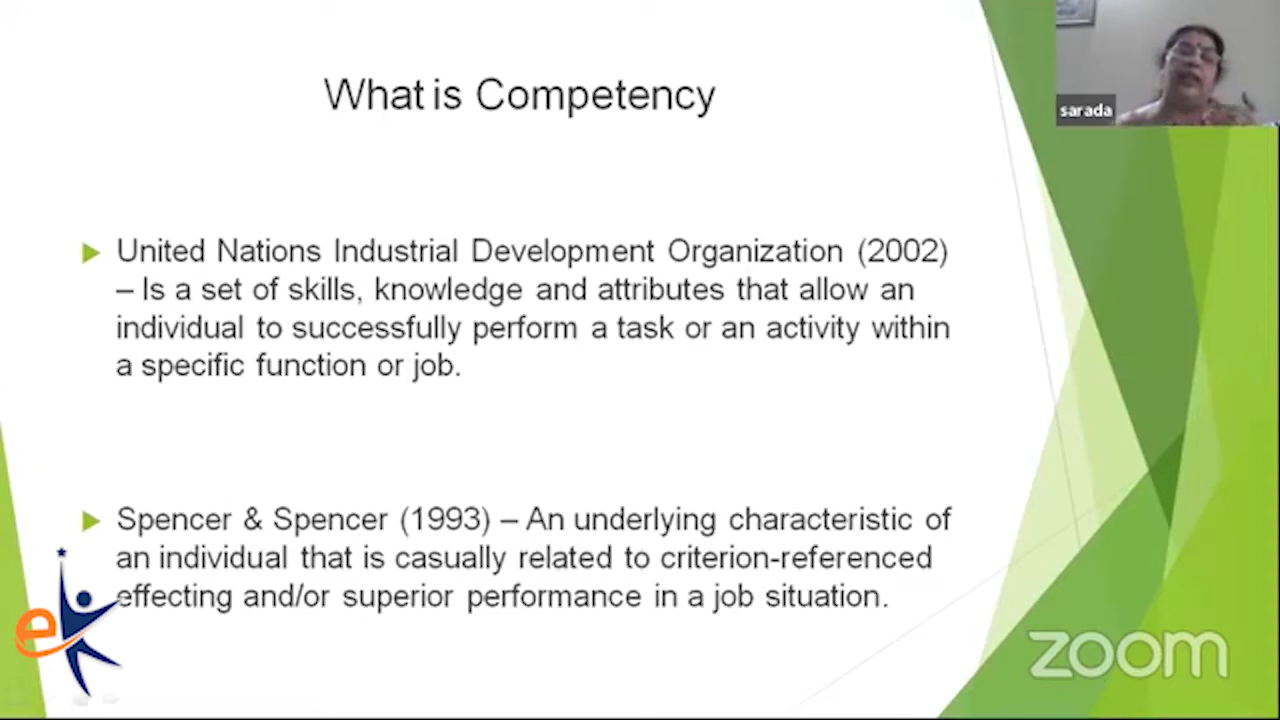 What is Competency
sarada
United Nations Industrial Development Organization (2002)
– Is a set of skills, knowledge and attributes that allow an
individual to successfully perform a task or an activity within
a specific function or job.
Spencer & Spencer (1993) – An underlying characteristic of
an individual that is casually related to criterion-referenced
effecting and/or superior performance in a job situation.
e
zoom